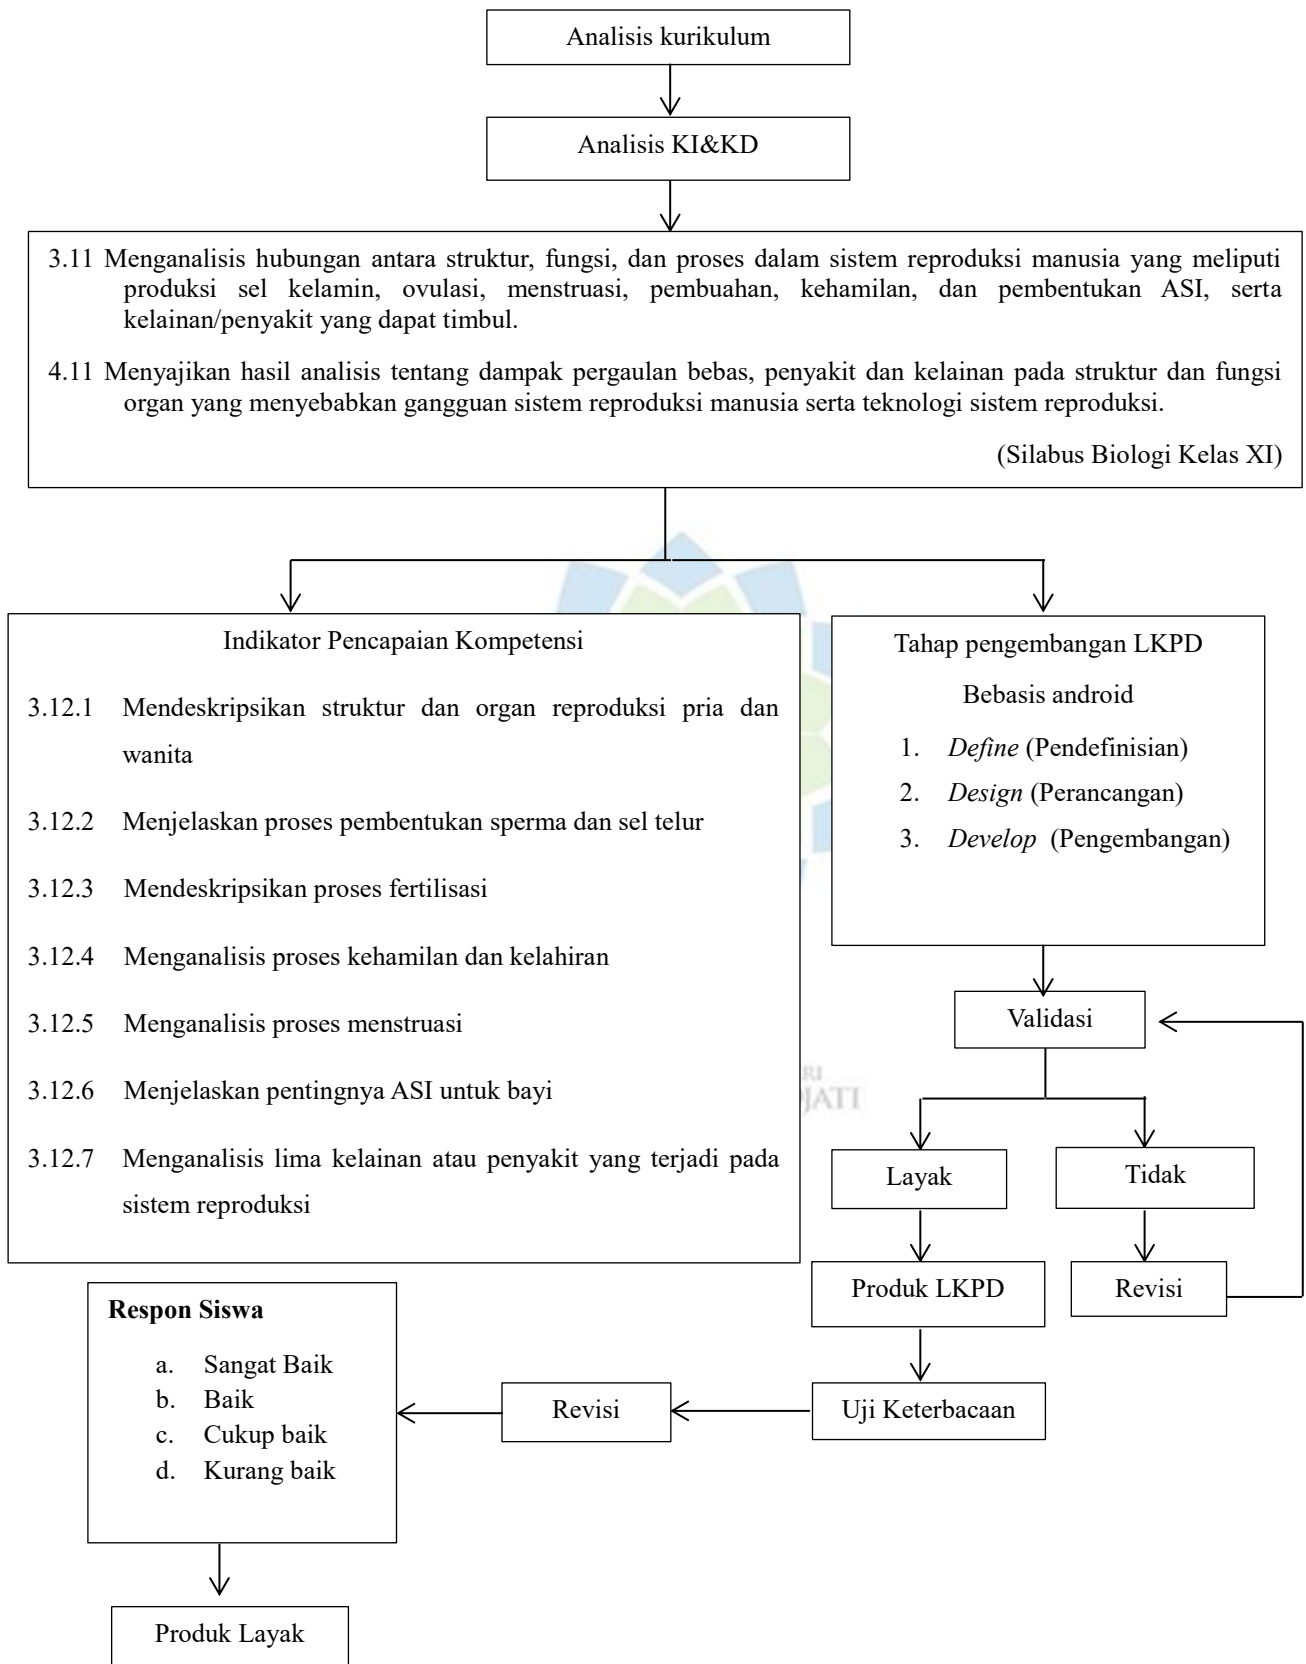 Analisis kurikulum
Analisis KI&KD
3.11 Menganalisis hubungan antara struktur, fungsi, dan proses dalam sistem reproduksi manusia yang meliputi
produksi sel kelamin, ovulasi, menstruasi, pembuahan, kehamilan, dan pembentukan ASI, serta
kelainan/penyakit yang dapat timbul.
4.11 Menyajikan hasil analisis tentang dampak pergaulan bebas, penyakit dan kelainan pada struktur dan fungsi
organ yang menyebabkan gangguan sistem reproduksi manusia serta teknologi sistem reproduksi.
(Silabus Biologi Kelas XI)
Indikator Pencapaian Kompetensi
3.12.1 Mendeskripsikan struktur dan organ reproduksi pria dan
wanita
3.12.2 Menjelaskan proses pembentukan sperma dan sel telur
3.12.3 Mendeskripsikan proses fertilisasi
3.12.4 Menganalisis proses kehamilan dan kelahiran
3.12.5 Menganalisis proses menstruasi
3.12.6 Menjelaskan pentingnya ASI untuk bayi
3.12.7 Menganalisis lima kelainan atau penyakit yang terjadi pada
sistem reproduksi
Tahap pengembangan LKPD
Bebasis android
1. Define (Pendefinisian)
2. Design (Perancangan)
3. Develop (Pengembangan)
Validasi
RI
JATI
Layak
Tidak
Produk LKPD
Revisi
Uji Keterbacaan
Revisi
Respon Siswa
a. Sangat Baik
b. Baik
c. Cukup baik
d. Kurang baik
Produk Layak